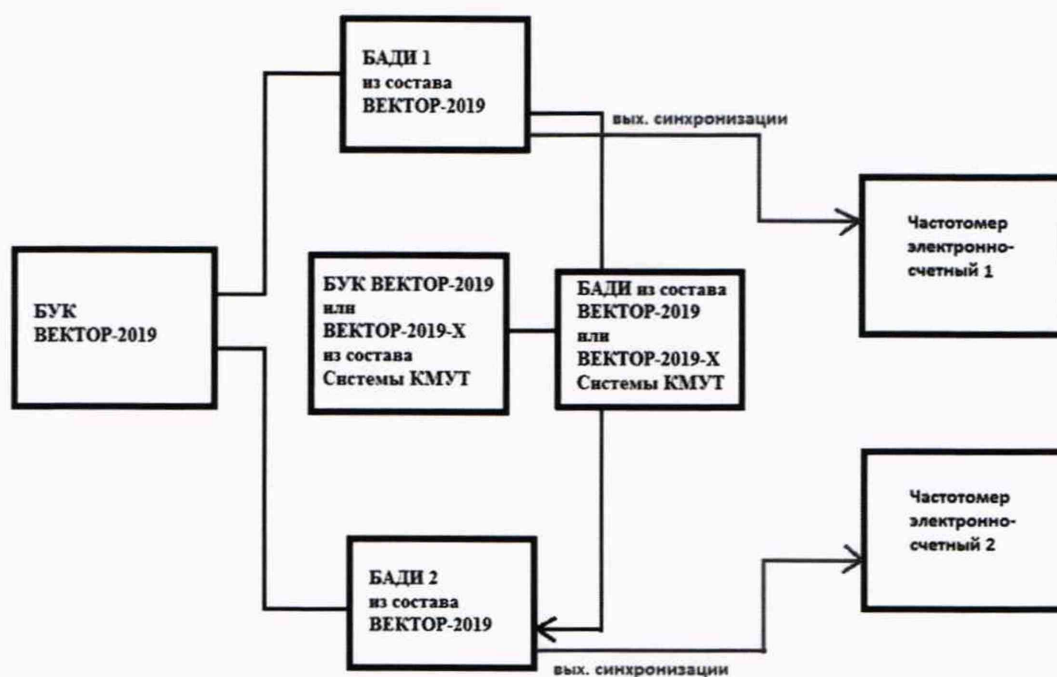 БАДИ 1
из состава
ВЕКТОР-2019
вых. синхронизации
Частотомер
электронно-
счетный 1
БУК
ВЕКТОР-2019
БУК ВЕКТОР-2019
или
ВЕКТОР-2019-Х
из состава
Системы КМУТ
БАДИ из состава
ВЕКТОР-2019
или
ВЕКТОР-2019-Х
Системы КМУТ
Частотомер
электронно-
счетный 2
БАДИ 2
из состава
ВЕКТОР-2019
вых. синхронизации